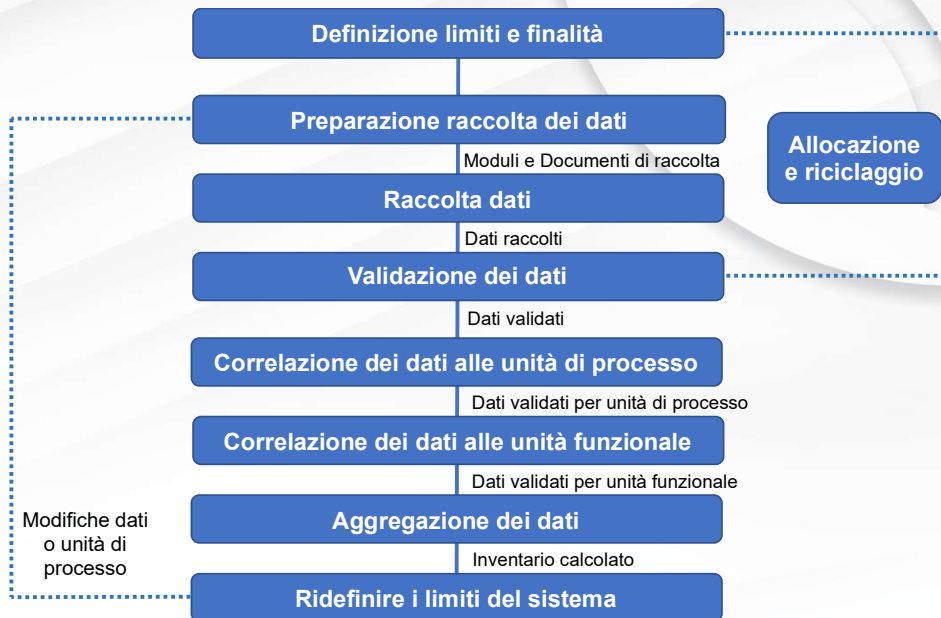 Definizione limiti e finalità
Preparazione raccolta dei dati
Moduli e Documenti di raccolta
Allocazione
e riciclaggio
Raccolta dati
Dati raccolti
Validazione dei dati
Dati validati
Correlazione dei dati alle unità di processo
Dati validati per unità di processo
Correlazione dei dati alle unità funzionale
Dati validati per unità funzionale
Aggregazione dei dati
Modifiche dati
o unità di
processo
Inventario calcolato
Ridefinire i limiti del sistema